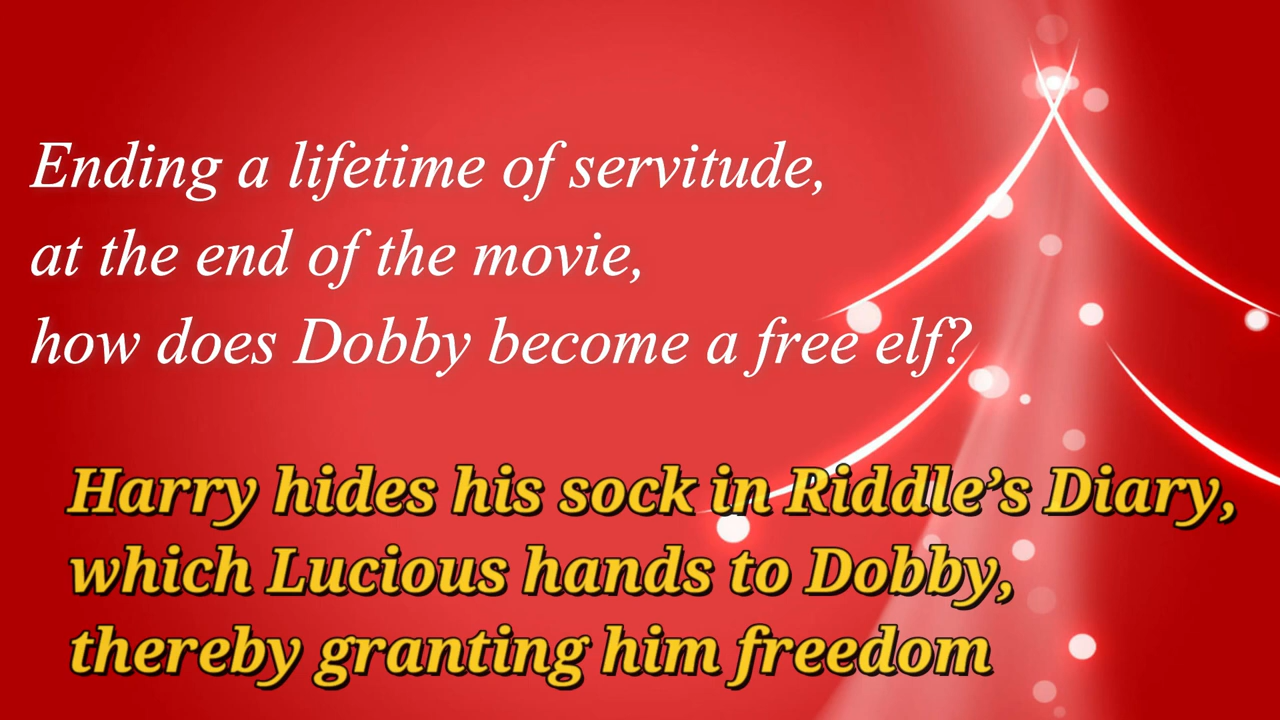 Ending a lifetime of servitude,
at the end of the movie,
how does Dobby become a free elf?
Harry hides his sock in Riddle’s Diary,
which Lucious hands to Dobby,
thereby granting him freedom